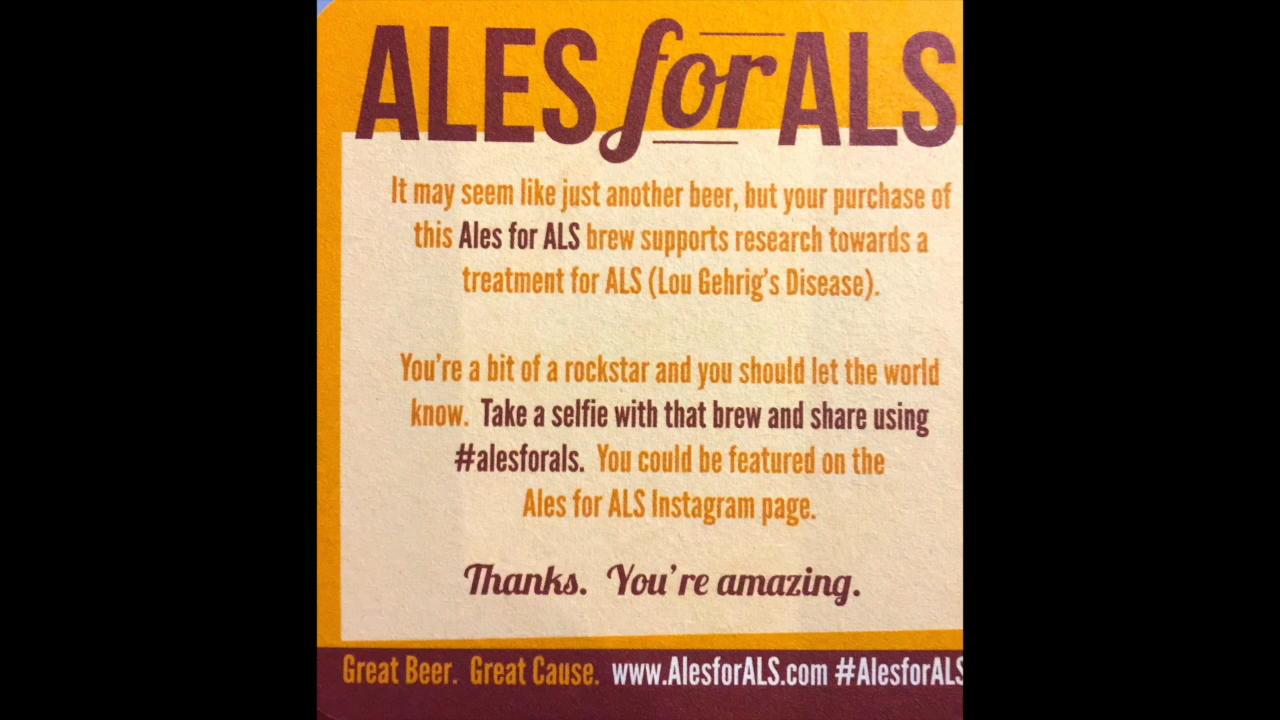 ALES for ALS
It may seem like just another beer, but your purchase of
this Ales for ALS brew supports research towards a
treatment for ALS (Lou Gehrig's Disease).
You're a bit of a rockstar and you should let the world
know. Take a selfie with that brew and share using
#alesforals. You could be featured on the
Ales for ALS Instagram page.
Thanks. You're amazing.
Great Beer. Great Cause. www.AlesforALS.com #AlesforALS